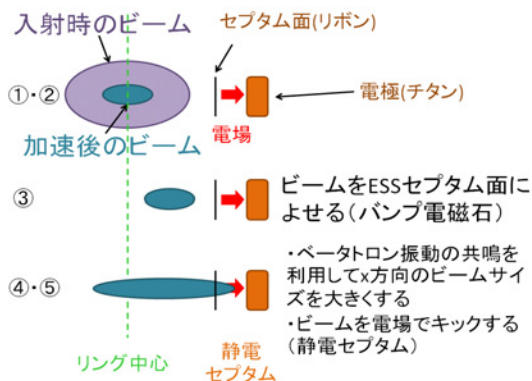 入射時のビーム
セプタム面(リボン)
①・②
電極(チタン)
電場
加速後のビーム
③
ビームをESSセプタム面に
よせる(バンプ電磁石)
④・⑤
・ベータトロン振動の共鳴を
利用してx方向のビームサイ
ズを大きくする
・ビームを電場でキックする
(静電セプタム)
リング中心
静電
セプタム